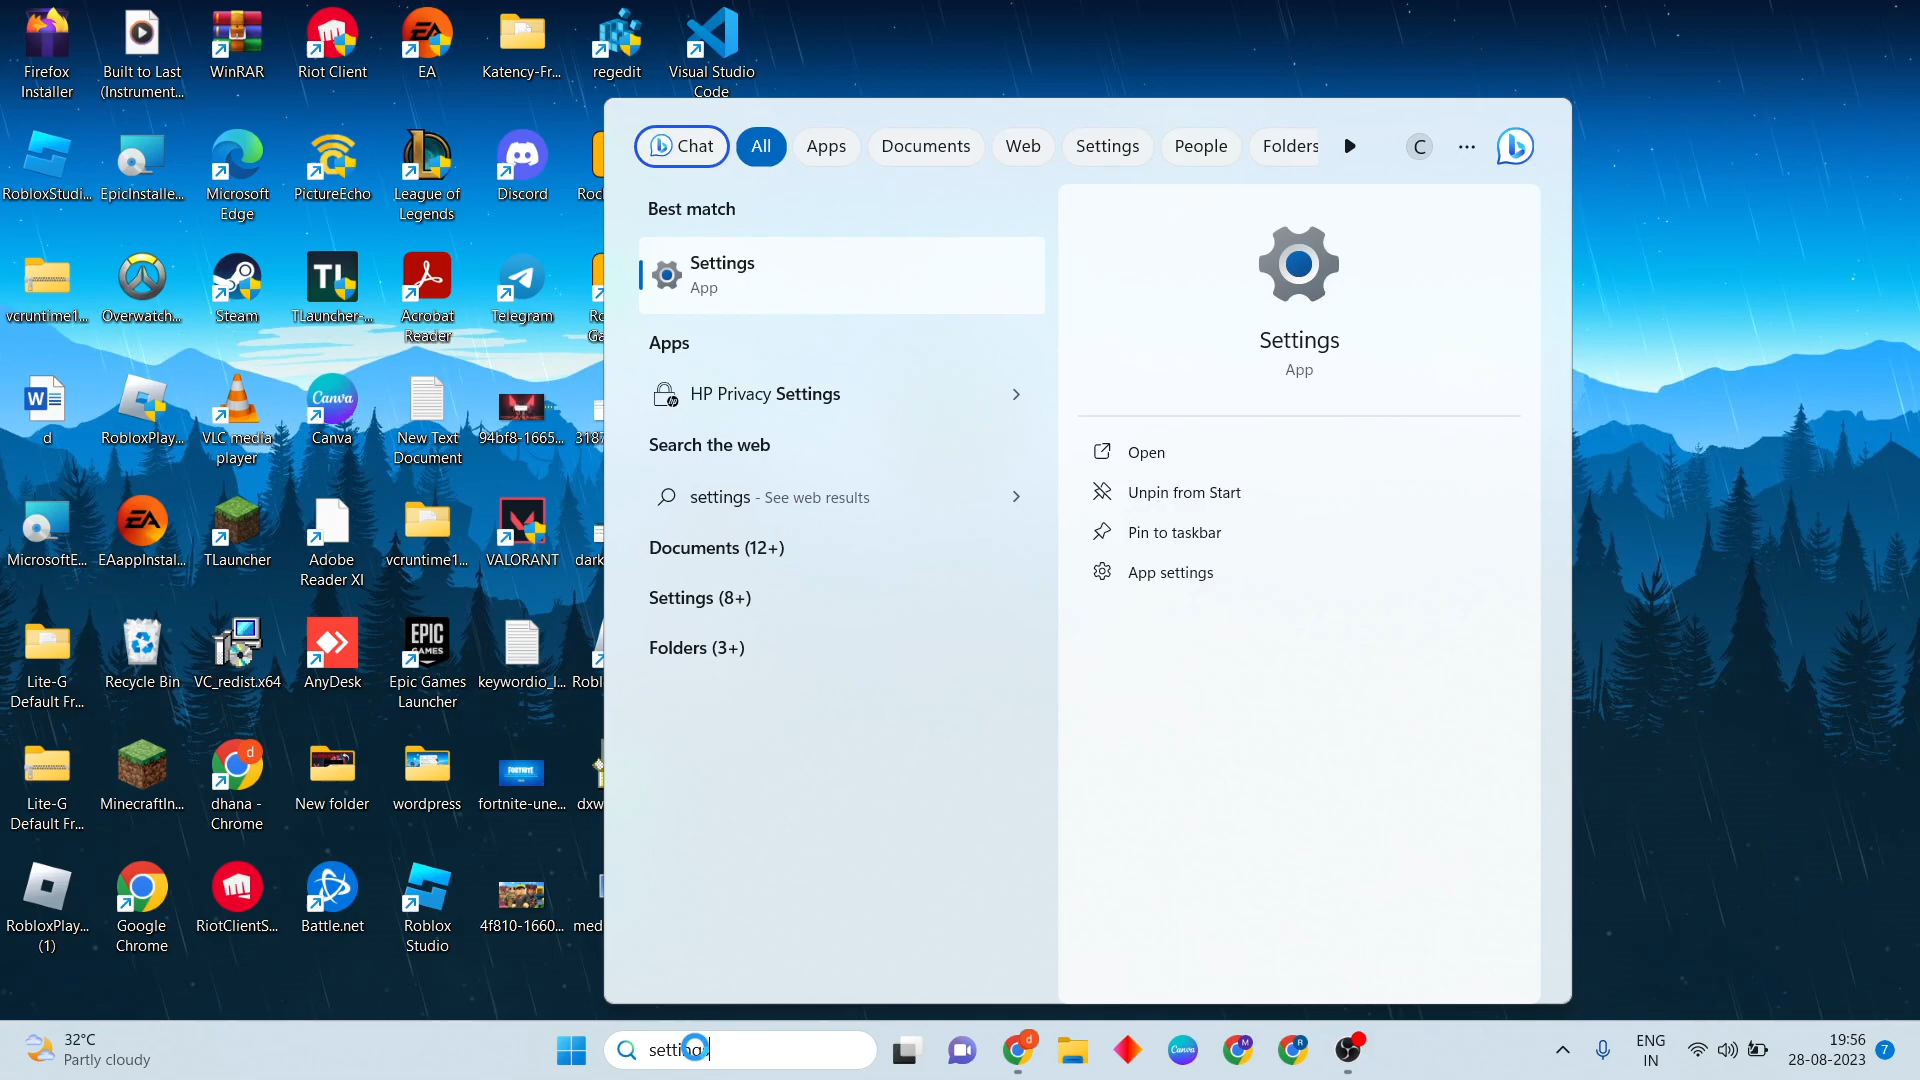 Firefox
Installer
Built to Last
(Instrument...
WinRAR
Riot Client
EA
Katency-Fr...
regedit
Visual Studio
Code
RobloxStudi...
EpicInstalle...
Microsoft
Edge
PictureEcho
League of
Legends
Discord
vcruntime1...
Overwatch...
Steam
TLauncher-...
Acrobat
Reader
Telegram
d
RobloxPlay...
VLC media
player
Canva
New Text
Document
94bf8-1665...
3187
MicrosoftE...
EAappInstal...
TLauncher
Adobe
Reader XI
vcruntime1...
VALORANT
dark
Lite-G
Default Fr...
Recycle Bin
VC_redist.x64
AnyDesk
Epic Games
Launcher
keywordio_l...
Robl
Lite-G
Default Fr...
MinecraftIn...
dhana -
Chrome
New folder
wordpress
fortnite-une...
dxw
RobloxPlay...
(1)
Google
Chrome
RiotClientS...
Battle.net
Roblox
Studio
4f810-1660...
med
Chat
All
Apps
Documents
Web
Settings
People
Folders
C
Best match
Settings
App
Apps
HP Privacy Settings
Search the web
settings - See web results
Documents (12+)
Settings (8+)
Folders (3+)
Settings
App
Open
Unpin from Start
Pin to taskbar
App settings
32°C
Partly cloudy
settings
ENG
IN
19:56
28-08-2023
7